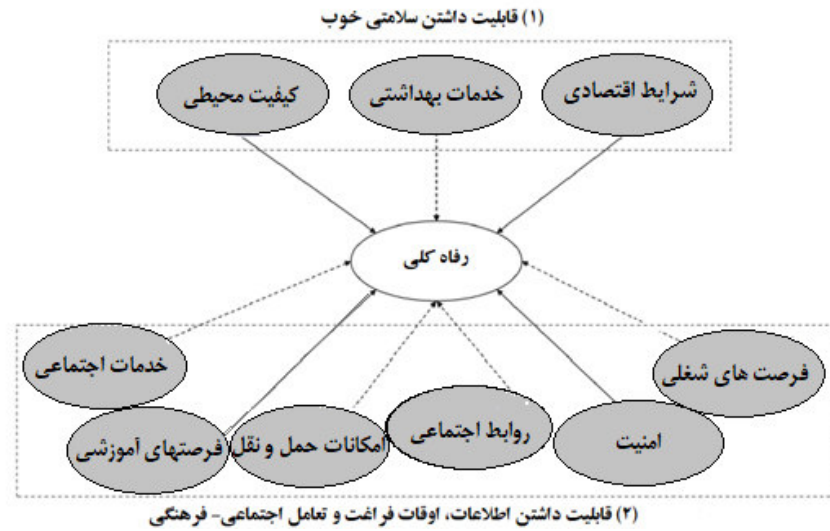 (۱) قابلیت داشتن سلامتی خوب
شرایط اقتصادی
خدمات بهداشتی
کیفیت محیطی
رفاه کلی
فرصت های شغلی
خدمات اجتماعی
امنیت
روابط اجتماعی
امکانات حمل و نقل
فرصتهای آموزشی
(۲) قابلیت داشتن اطلاعات، اوقات فراغت و تعامل اجتماعی- فرهنگی